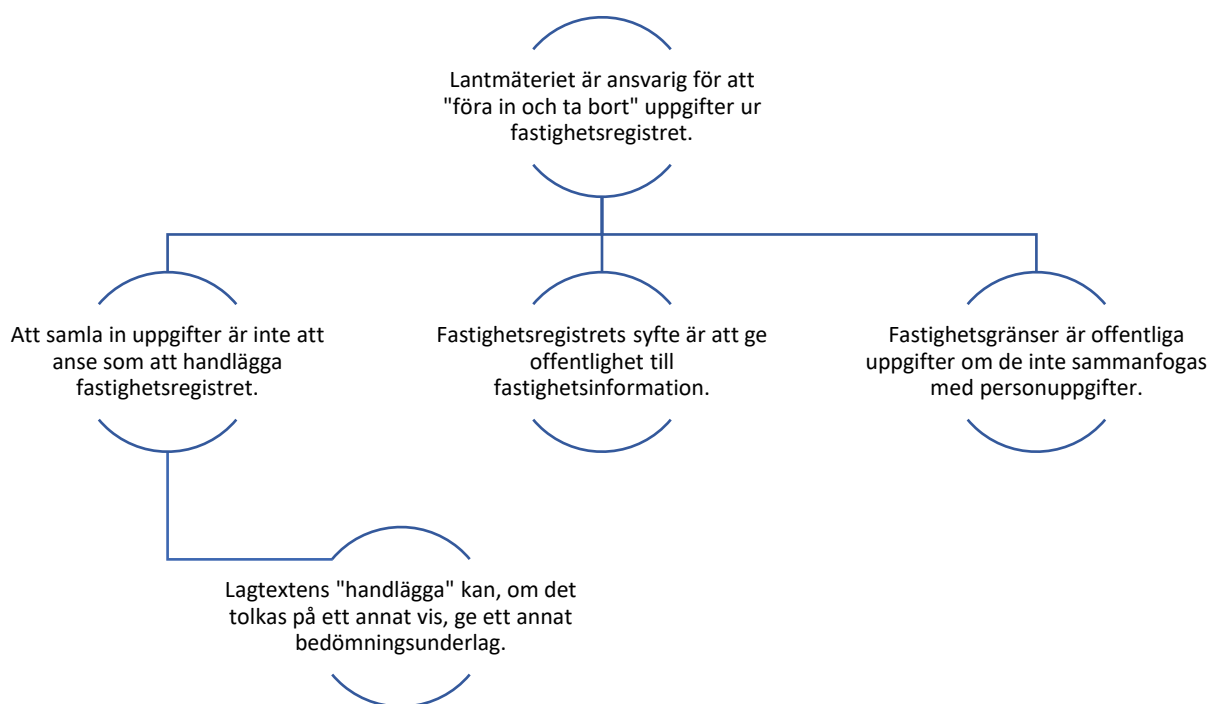 Lantmäteriet är ansvarig för att
"föra in och ta bort" uppgifter ur
fastighetsregistret.
Att samla in uppgifter är inte att
anse som att handlägga
fastighetsregistret.
Fastighetsregistrets syfte är att ge
offentlighet till
fastighetsinformation.
Fastighetsgränser är offentliga
uppgifter om de inte sammanfogas
med personuppgifter.
Lagtextens "handlägga" kan, om det
tolkas på ett annat vis, ge ett annat
bedömningsunderlag.